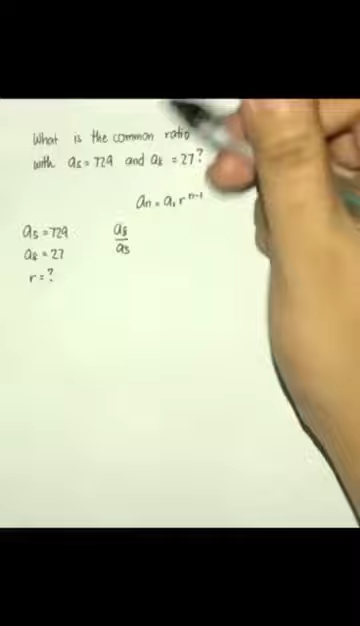 What is the common ratio
with a₅ = 729 and a₈ = 27?
aₙ = a₁ rⁿ⁻¹
a₅ = 729
a₈ = 27
r = ?
a₈
a₅